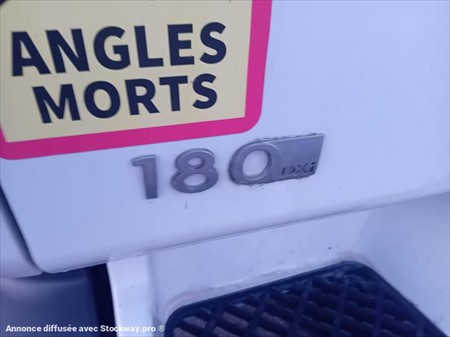 ANGLES
MORTS
180 DXi
Annonce diffusée avec Stockway.pro ®